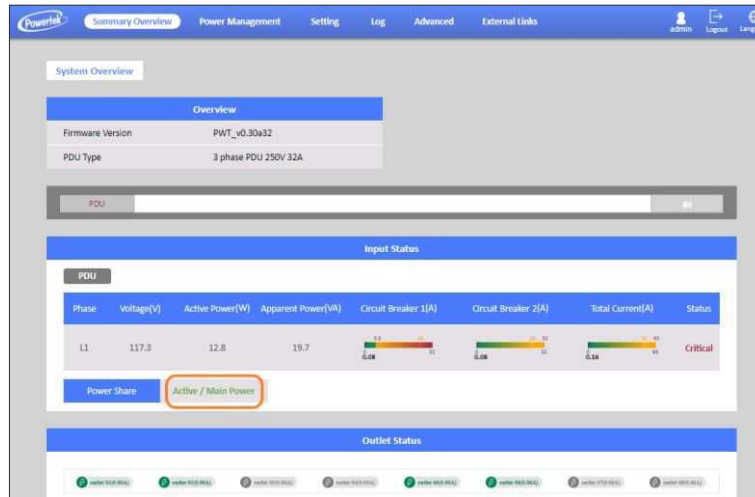 Powertek Summary Overview Power Management Setting Log Advanced External Links admin Logout
System Overview
Overview
Firmware Version PWT_v0.30a32
PDU Type 3 phase PDU 250V 32A
PDU
Input Status
PDU
Phase Voltage(V) Active Power(W) Apparent Power(VA) Circuit Breaker 1(A) Circuit Breaker 2(A) Total Current(A) Status
L1 117.3 12.8 19.7 0.08 0.08 0.16 Critical
Power Share Active / Main Power
Outlet Status